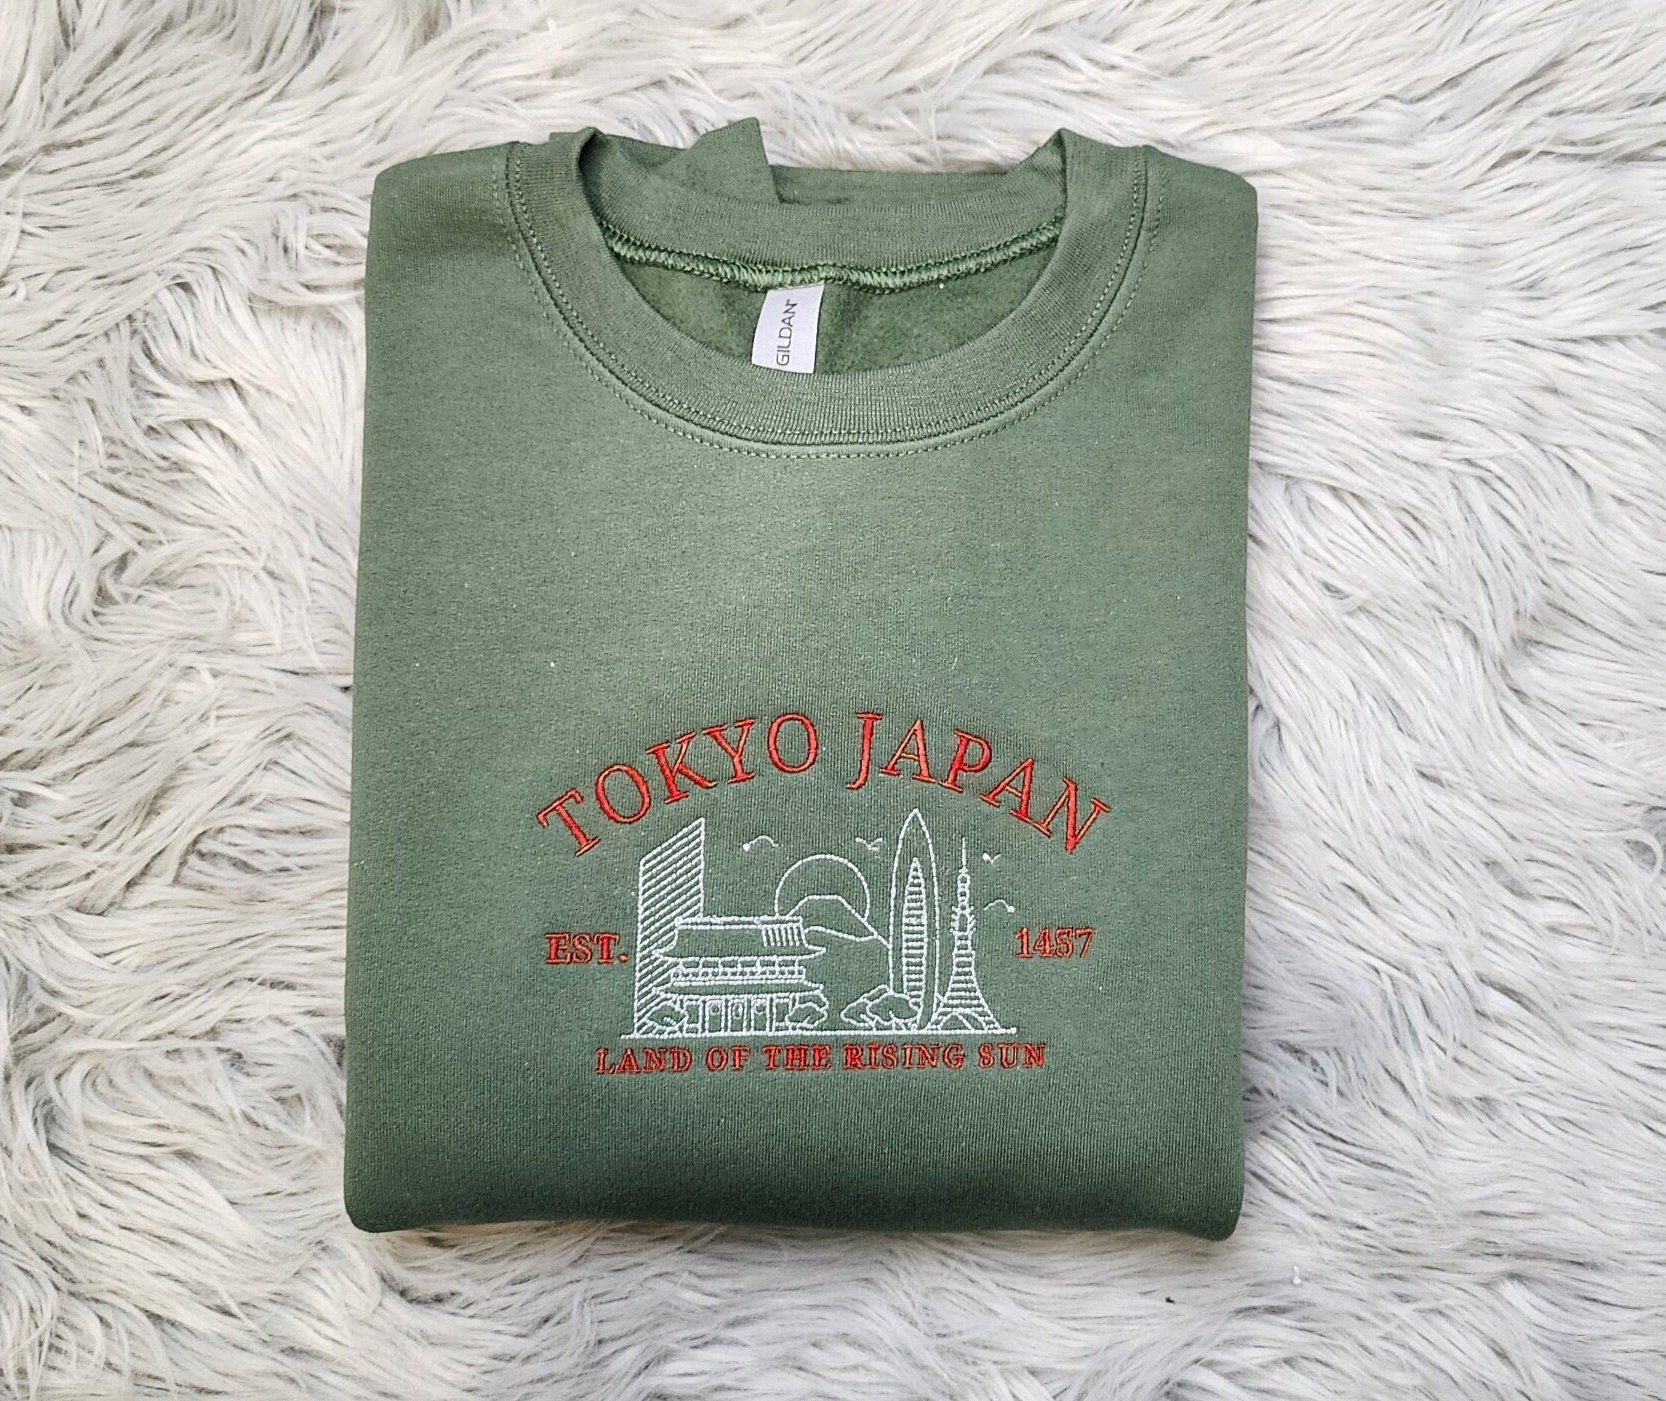 GILDAN
TOKYO JAPAN
EST. 1457
LAND OF THE RISING SUN